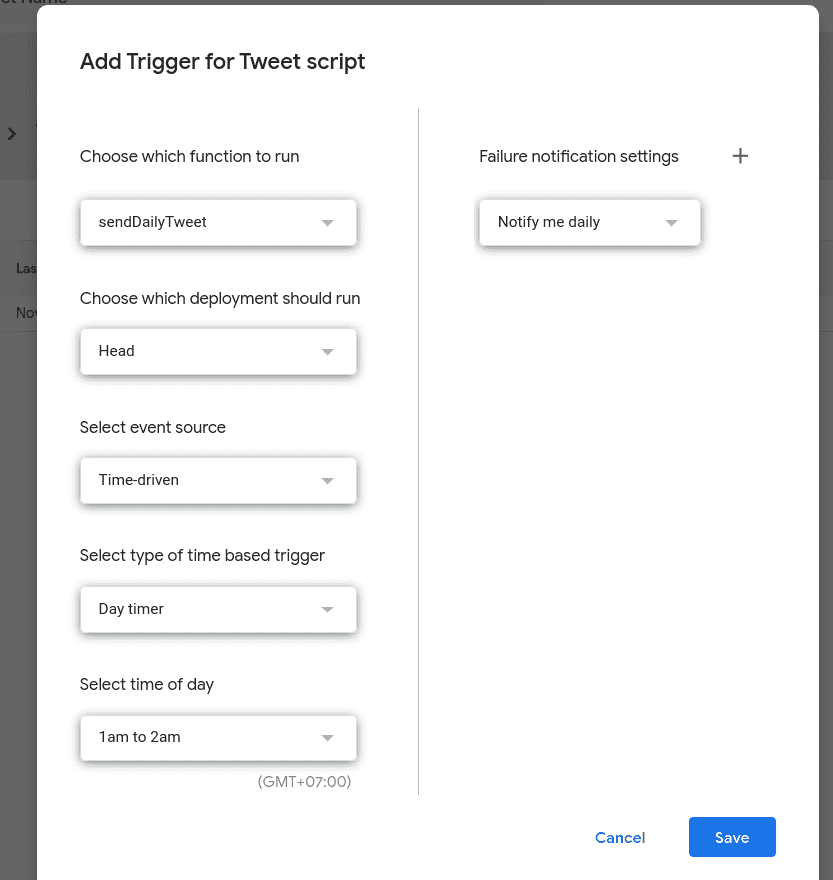 Add Trigger for Tweet script
Choose which function to run
sendDailyTweet
Choose which deployment should run
Head
Select event source
Time-driven
Select type of time based trigger
Day timer
Select time of day
1am to 2am
(GMT+07:00)
Failure notification settings
Notify me daily
Cancel
Save